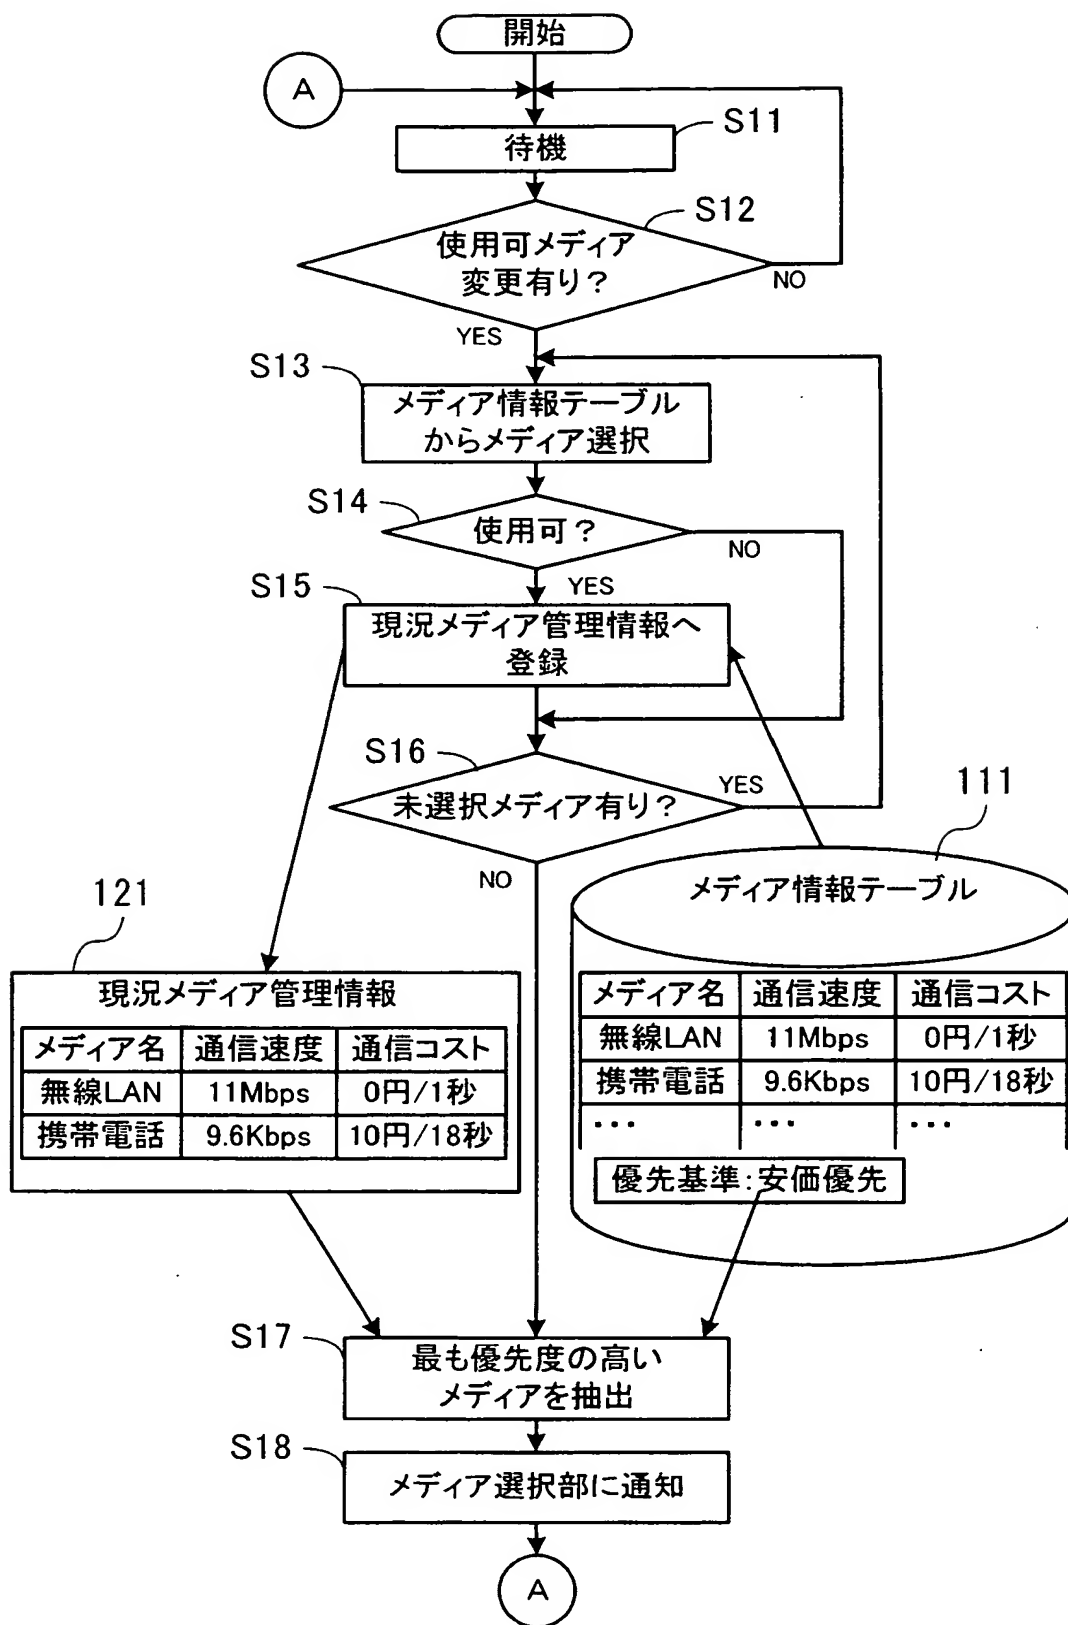 開始
A
S11
待機
S12
使用可メディア
変更有り？
NO
YES
S13
メディア情報テーブル
からメディア選択
S14
使用可？
NO
YES
S15
現況メディア管理情報へ
登録
S16
未選択メディア有り？
YES
NO
111
メディア情報テーブル
メディア名 通信速度 通信コスト
無線LAN 11Mbps 0円/1秒
携帯電話 9.6Kbps 10円/18秒
… … …
優先基準：安価優先
121
現況メディア管理情報
メディア名 通信速度 通信コスト
無線LAN 11Mbps 0円/1秒
携帯電話 9.6Kbps 10円/18秒
S17
最も優先度の高い
メディアを抽出
S18
メディア選択部に通知
A